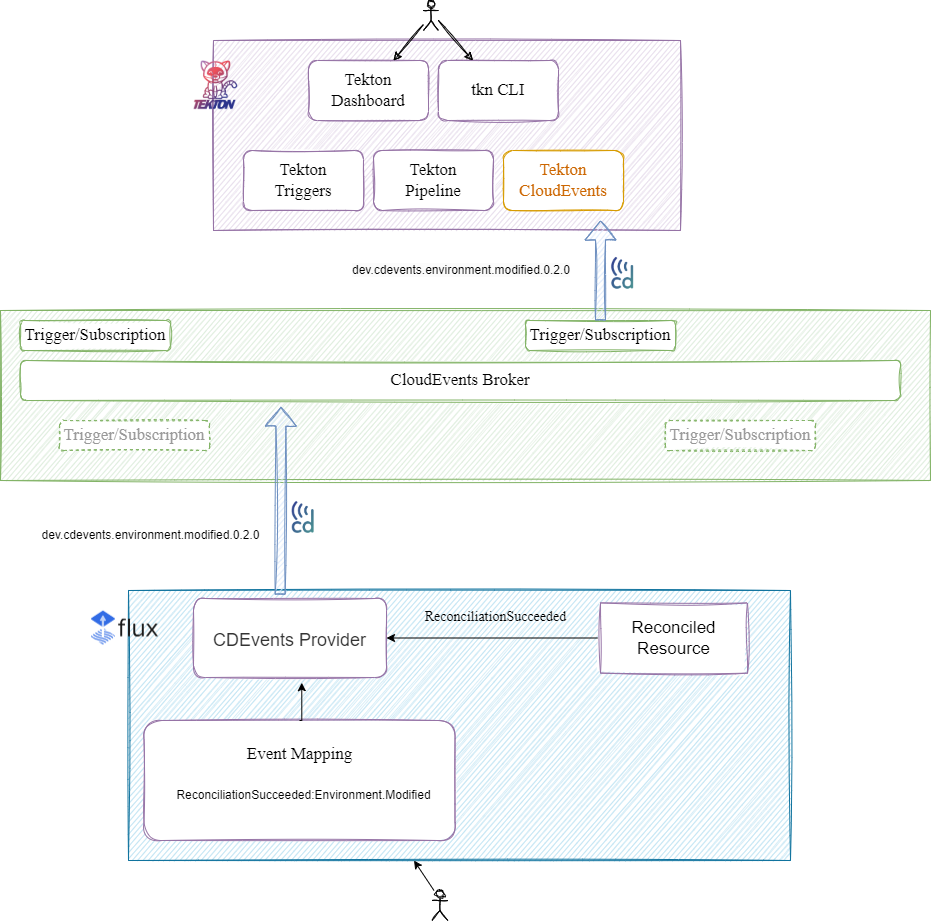 Tekton
Dashboard
tkn CLI
TEKTON
Tekton
Triggers
Tekton
Pipeline
Tekton
CloudEvents
dev.cdevents.environment.modified.0.2.0
cd
Trigger/Subscription
Trigger/Subscription
CloudEvents Broker
Trigger/Subscription
Trigger/Subscription
cd
dev.cdevents.environment.modified.0.2.0
flux
CDEvents Provider
ReconciliationSucceeded
Reconciled
Resource
Event Mapping
ReconciliationSucceeded:Environment.Modified